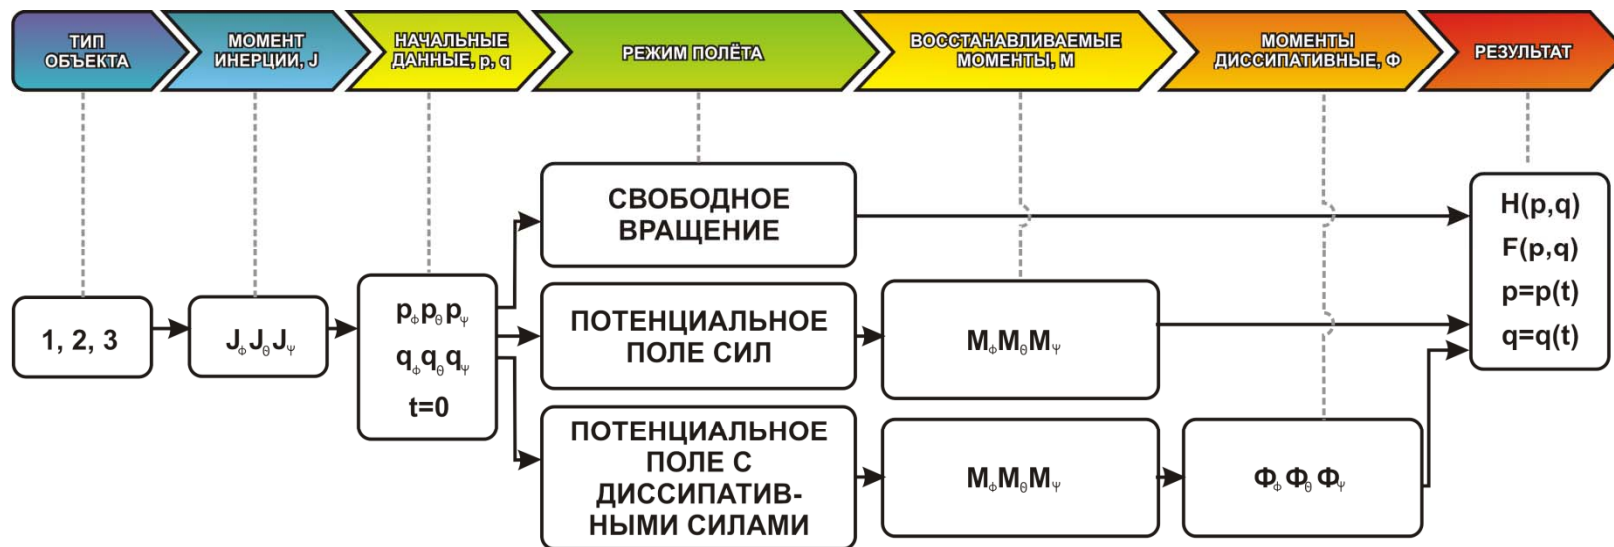 ТИП
ОБЪЕКТА
МОМЕНТ
ИНЕРЦИИ, J
НАЧАЛЬНЫЕ
ДАННЫЕ, p, q
РЕЖИМ ПОЛЁТА
ВОССТАНАВЛИВАЕМЫЕ
МОМЕНТЫ, М
МОМЕНТЫ
ДИССИПАТИВНЫЕ, Ф
РЕЗУЛЬТАТ
1, 2, 3
JφJθJψ
pφpθpψ
qφqθqψ
t=0
СВОБОДНОЕ
ВРАЩЕНИЕ
ПОТЕНЦИАЛЬНОЕ
ПОЛЕ СИЛ
MφMθMψ
ПОТЕНЦИАЛЬНОЕ
ПОЛЕ С
ДИССИПАТИВ-
НЫМИ СИЛАМИ
MφMθMψ
ФφФθФψ
H(p,q)
F(p,q)
p=p(t)
q=q(t)